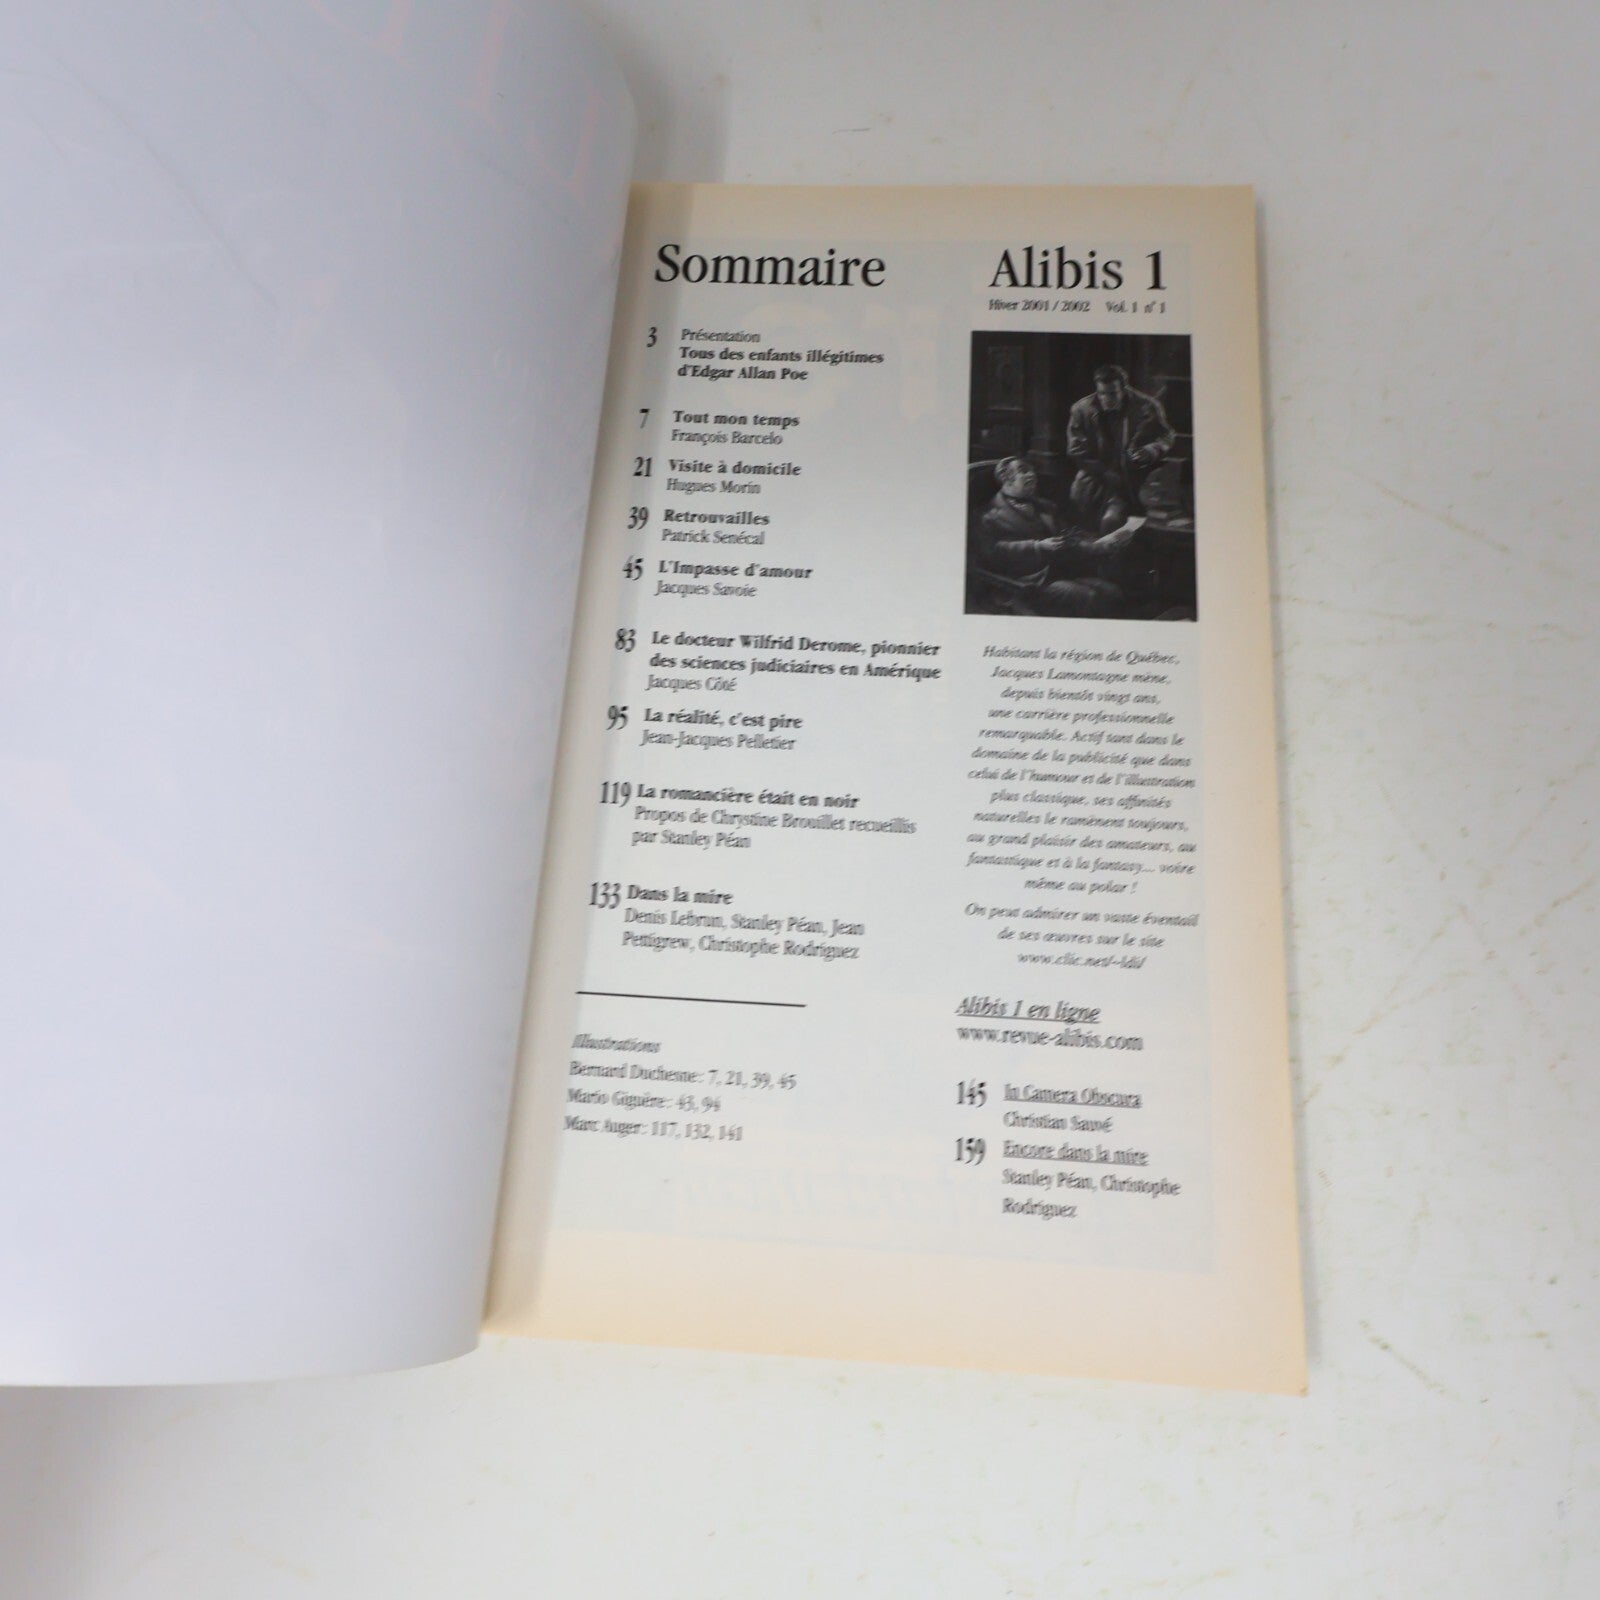 Sommaire
3 Présentation
Tous des enfants illégitimes
d'Edgar Allan Poe
7 Tout mon temps
François Barcelo
21 Visite à domicile
Hugues Morin
39 Retrouvailles
Patrick Senécal
45 L'Impasse d'amour
Jacques Savoie
83 Le docteur Wilfrid Derome, pionnier
des sciences judiciaires en Amérique
Jacques Côté
95 La réalité, c'est pire
Jean-Jacques Pelletier
119 La romancière était en noir
Propos de Chrystine Brouillet recueillis
par Stanley Péan
133 Dans la mire
Denis Lebrun, Stanley Péan, Jean
Pettigrew, Christophe Rodriguez
Illustrations
Bernard Duchesne : 7, 21, 39, 45
Mario Giguère : 43, 94
Marc Auger : 117, 132, 141
Alibis 1
Hiver 2001 / 2002 Vol. 1 n° 1
Habitant la région de Québec,
Jacques Lamontagne mène,
depuis bientôt vingt ans,
une carrière professionnelle
remarquable. Actif tant dans le
domaine de la publicité que dans
celui de l'humour et de l'illustration
plus classique, ses affinités
naturelles le ramènent toujours,
au grand plaisir des amateurs, au
fantastique et à la fantasy... voire
même au polar !
On peut admirer un vaste éventail
de ses œuvres sur le site
www.clic.net/~ldi/
Alibis 1 en ligne
www.revue-alibis.com
145 In Camera Obscura
Christian Sauvé
159 Encore dans la mire
Stanley Péan, Christophe
Rodriguez